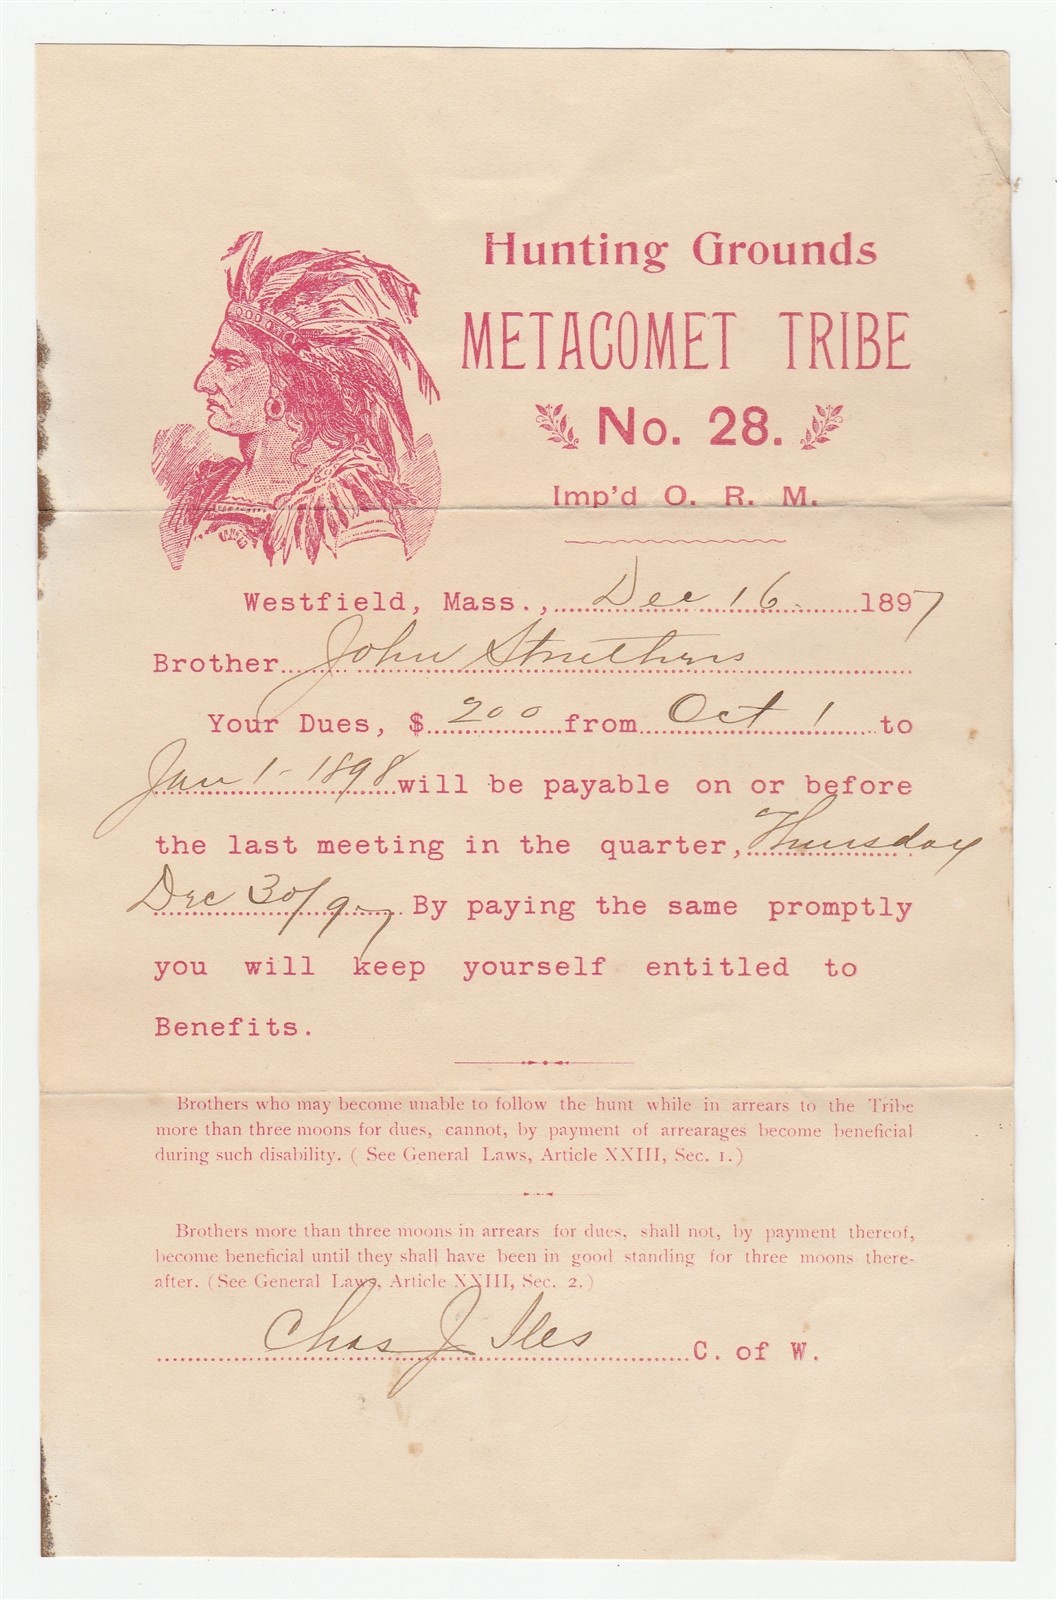 Hunting Grounds
METACOMET TRIBE
No. 28.
Imp'd O. R. M.
Westfield, Mass., Dec 16 1897
Brother John Struthers
Your Dues, $ 2 00 from Oct 1 to
Jan 1 - 1898 will be payable on or before
the last meeting in the quarter, Thursday
Dec 30/97 By paying the same promptly
you will keep yourself entitled to
Benefits.
Brothers who may become unable to follow the hunt while in arrears to the Tribe
more than three moons for dues, cannot, by payment of arrearages become beneficial
during such disability. ( See General Laws, Article XXIII, Sec. 1.)
Brothers more than three moons in arrears for dues, shall not, by payment thereof,
become beneficial until they shall have been in good standing for three moons there-
after. (See General Laws, Article XXIII, Sec. 2.)
Chas J Iles C. of W.